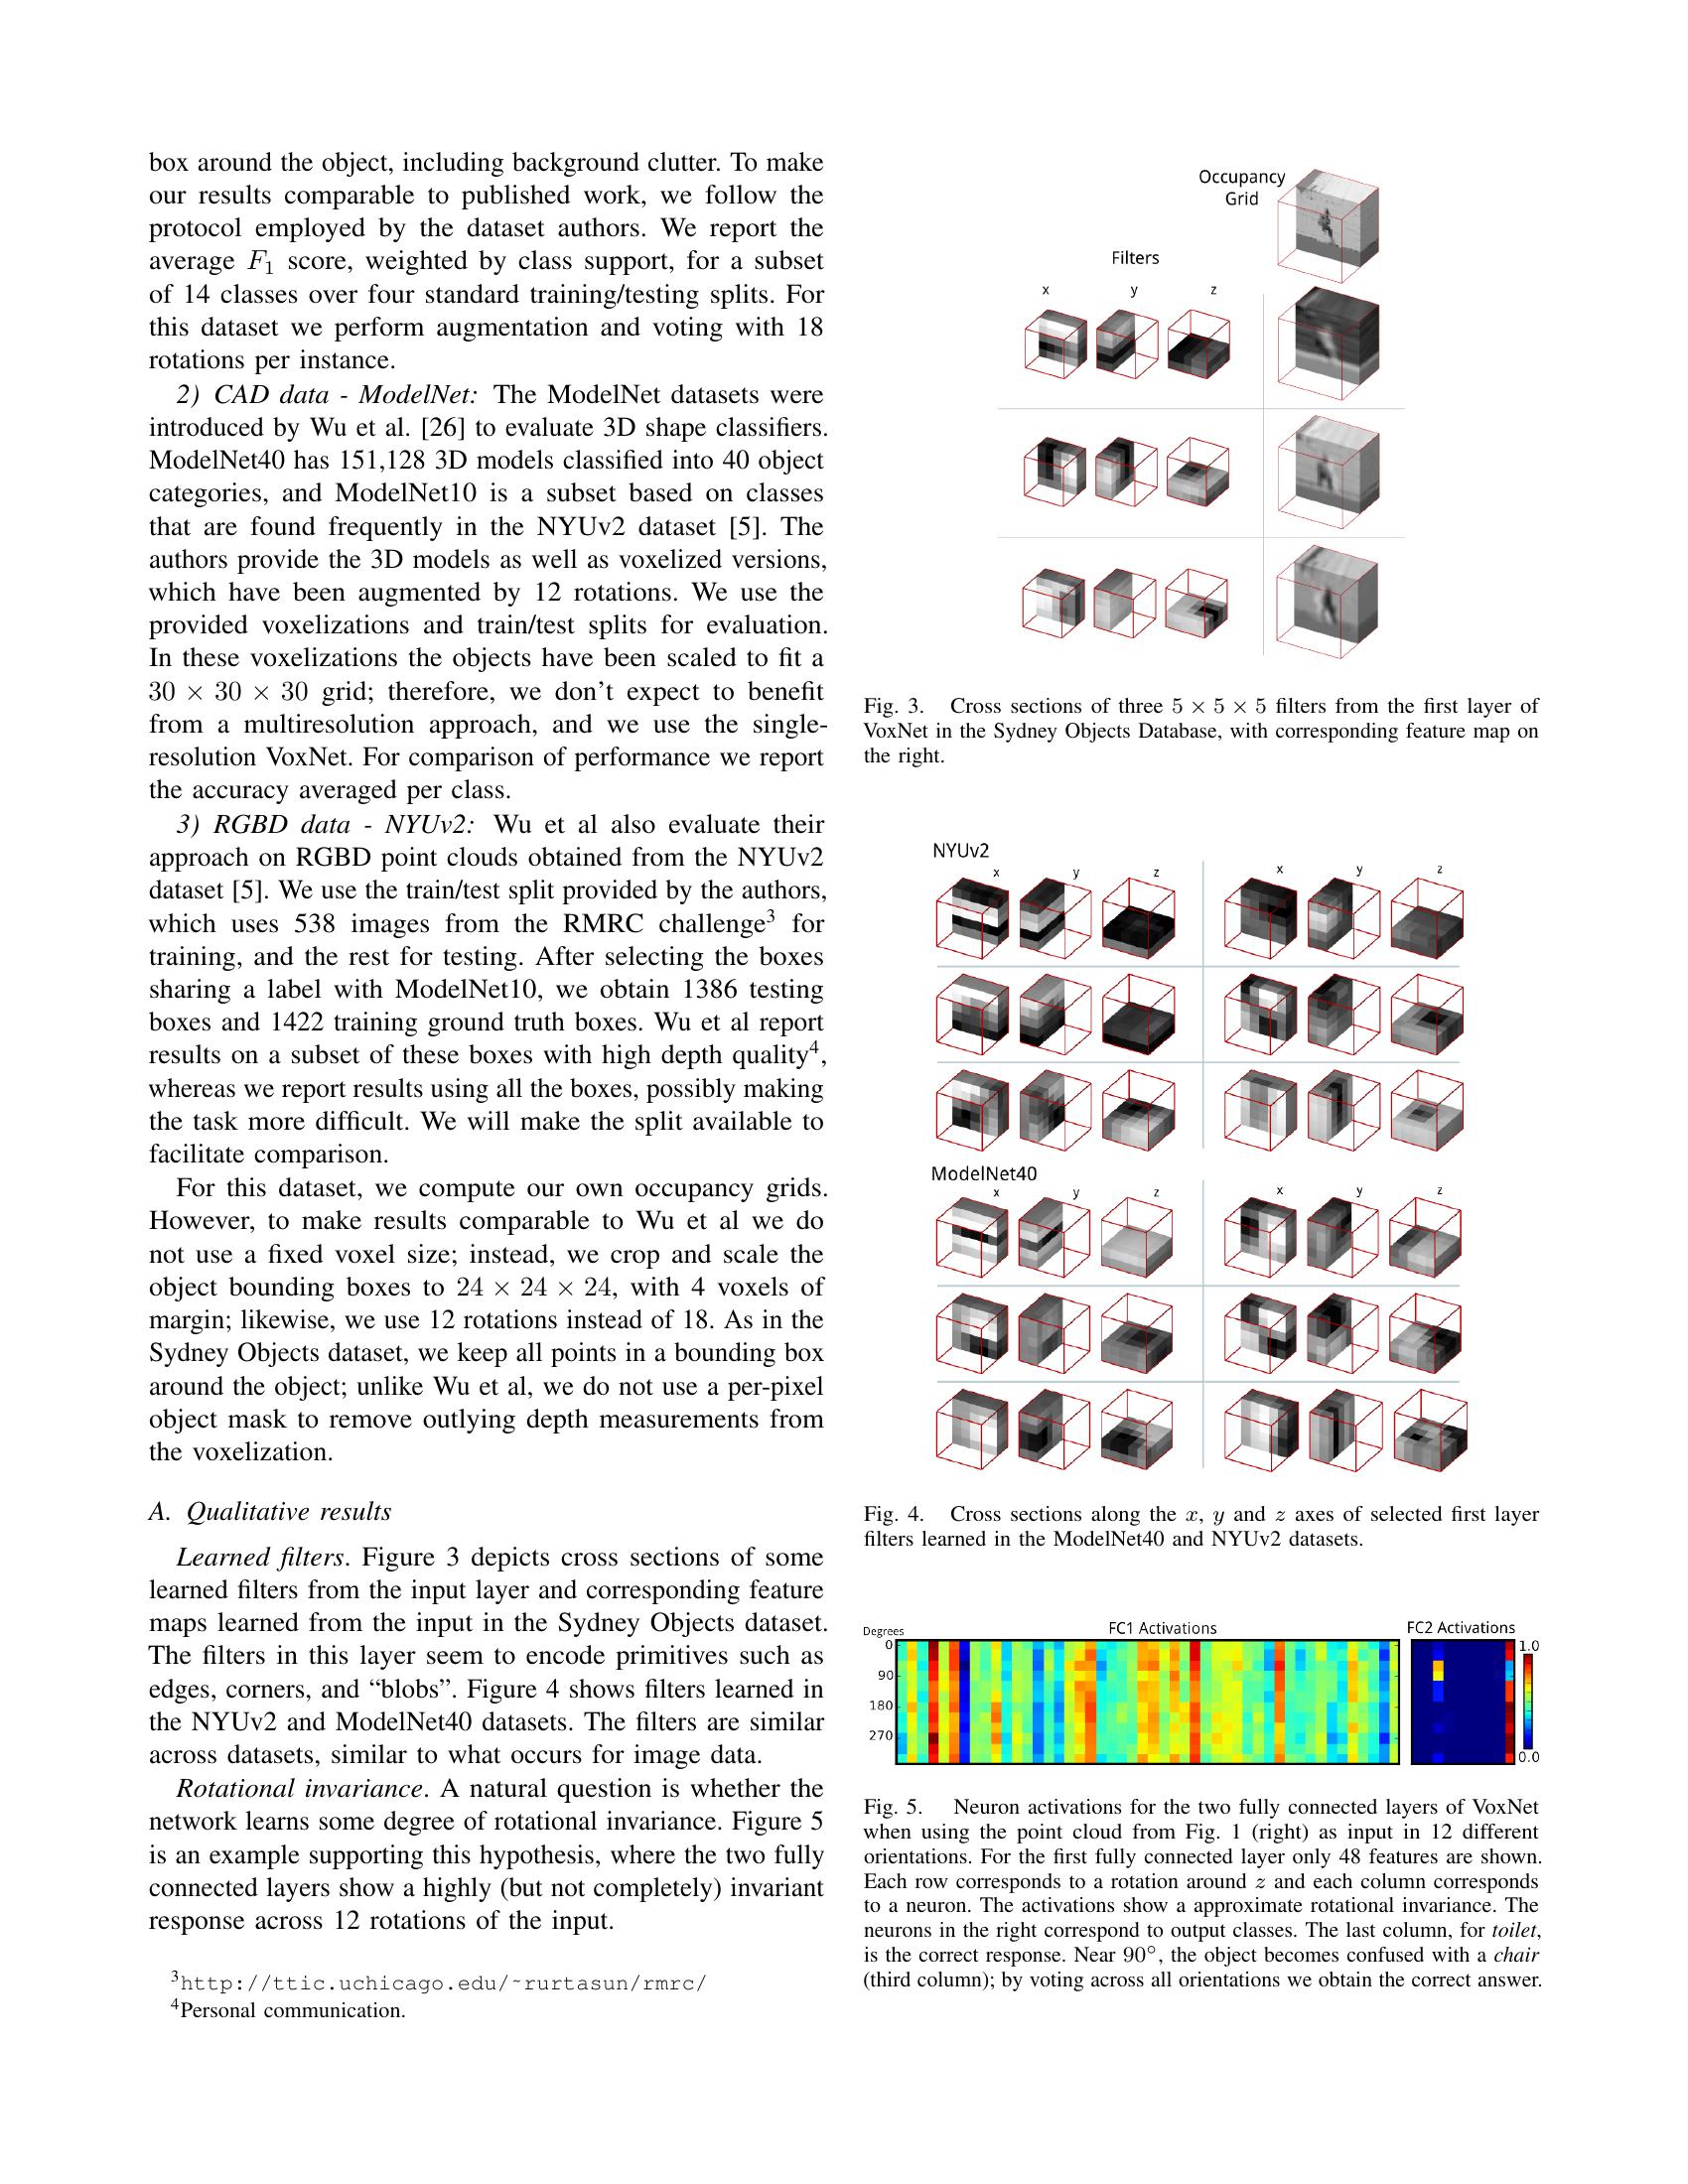 box around the object, including background clutter. To make
our results comparable to published work, we follow the
protocol employed by the dataset authors. We report the
average F1 score, weighted by class support, for a subset
of 14 classes over four standard training/testing splits. For
this dataset we perform augmentation and voting with 18
rotations per instance.
2) CAD data - ModelNet: The ModelNet datasets were
introduced by Wu et al. [26] to evaluate 3D shape classifiers.
ModelNet40 has 151,128 3D models classified into 40 object
categories, and ModelNet10 is a subset based on classes
that are found frequently in the NYUv2 dataset [5]. The
authors provide the 3D models as well as voxelized versions,
which have been augmented by 12 rotations. We use the
provided voxelizations and train/test splits for evaluation.
In these voxelizations the objects have been scaled to fit a
30 × 30 × 30 grid; therefore, we don't expect to benefit
from a multiresolution approach, and we use the single-
resolution VoxNet. For comparison of performance we report
the accuracy averaged per class.
3) RGBD data - NYUv2: Wu et al also evaluate their
approach on RGBD point clouds obtained from the NYUv2
dataset [5]. We use the train/test split provided by the authors,
which uses 538 images from the RMRC challenge3 for
training, and the rest for testing. After selecting the boxes
sharing a label with ModelNet10, we obtain 1386 testing
boxes and 1422 training ground truth boxes. Wu et al report
results on a subset of these boxes with high depth quality4,
whereas we report results using all the boxes, possibly making
the task more difficult. We will make the split available to
facilitate comparison.
For this dataset, we compute our own occupancy grids.
However, to make results comparable to Wu et al we do
not use a fixed voxel size; instead, we crop and scale the
object bounding boxes to 24 × 24 × 24, with 4 voxels of
margin; likewise, we use 12 rotations instead of 18. As in the
Sydney Objects dataset, we keep all points in a bounding box
around the object; unlike Wu et al, we do not use a per-pixel
object mask to remove outlying depth measurements from
the voxelization.
A. Qualitative results
Learned filters. Figure 3 depicts cross sections of some
learned filters from the input layer and corresponding feature
maps learned from the input in the Sydney Objects dataset.
The filters in this layer seem to encode primitives such as
edges, corners, and “blobs”. Figure 4 shows filters learned in
the NYUv2 and ModelNet40 datasets. The filters are similar
across datasets, similar to what occurs for image data.
Rotational invariance. A natural question is whether the
network learns some degree of rotational invariance. Figure 5
is an example supporting this hypothesis, where the two fully
connected layers show a highly (but not completely) invariant
response across 12 rotations of the input.
3http://ttic.uchicago.edu/~rurtasun/rmrc/
4Personal communication.
Occupancy
Grid
Filters
x y z
Fig. 3. Cross sections of three 5 × 5 × 5 filters from the first layer of
VoxNet in the Sydney Objects Database, with corresponding feature map on
the right.
NYUv2
x y z x y z
ModelNet40
x y z x y z
Fig. 4. Cross sections along the x, y and z axes of selected first layer
filters learned in the ModelNet40 and NYUv2 datasets.
Degrees FC1 Activations FC2 Activations
0 1.0
90
180
270
0.0
Fig. 5. Neuron activations for the two fully connected layers of VoxNet
when using the point cloud from Fig. 1 (right) as input in 12 different
orientations. For the first fully connected layer only 48 features are shown.
Each row corresponds to a rotation around z and each column corresponds
to a neuron. The activations show a approximate rotational invariance. The
neurons in the right correspond to output classes. The last column, for toilet,
is the correct response. Near 90°, the object becomes confused with a chair
(third column); by voting across all orientations we obtain the correct answer.